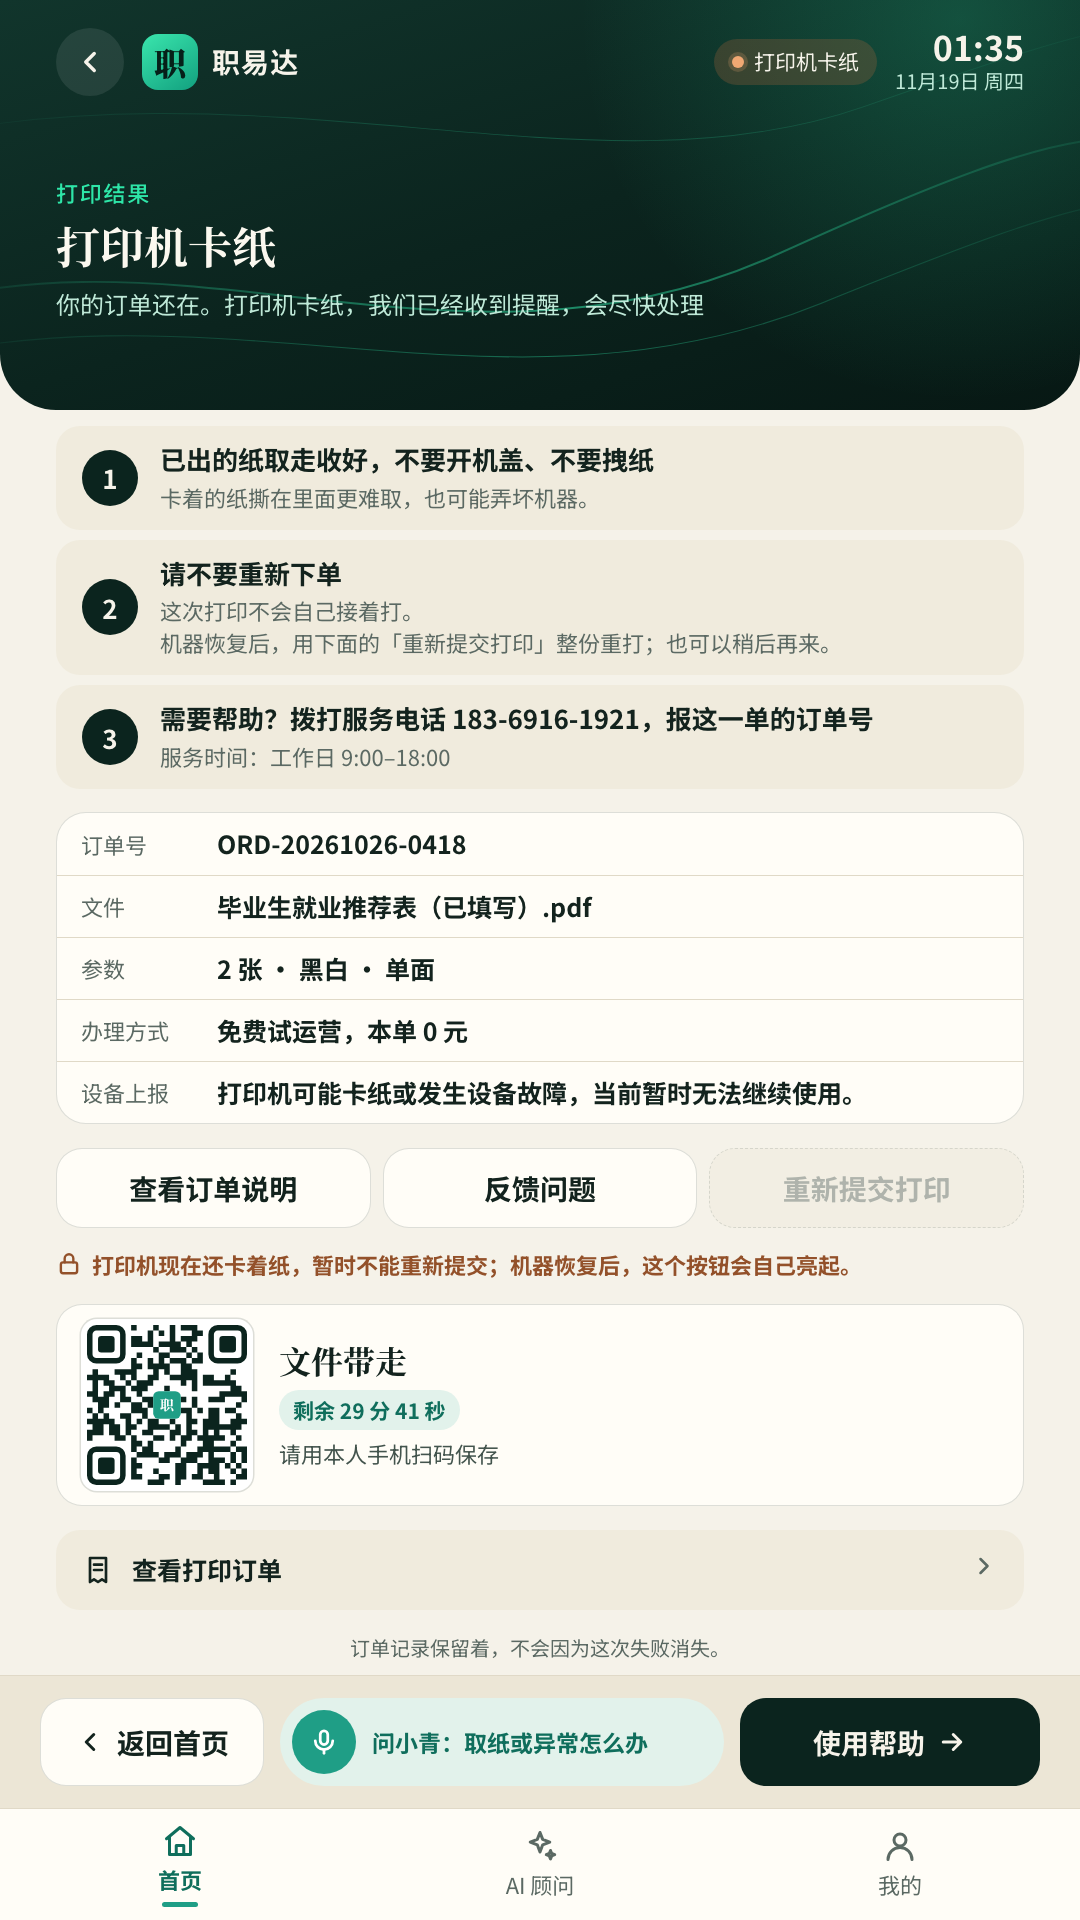 职 职易达
打印机卡纸
01:35
11月19日 周四
打印结果
打印机卡纸
你的订单还在。打印机卡纸，我们已经收到提醒，会尽快处理
1
已出的纸取走收好，不要开机盖、不要拽纸
卡着的纸撕在里面更难取，也可能弄坏机器。
2
请不要重新下单
这次打印不会自己接着打。
机器恢复后，用下面的「重新提交打印」整份重打；也可以稍后再来。
3
需要帮助？拨打服务电话 183-6916-1921，报这一单的订单号
服务时间：工作日 9:00–18:00
订单号 ORD-20261026-0418
文件 毕业生就业推荐表（已填写）.pdf
参数 2 张 · 黑白 · 单面
办理方式 免费试运营，本单 0 元
设备上报 打印机可能卡纸或发生设备故障，当前暂时无法继续使用。
查看订单说明 反馈问题 重新提交打印
打印机现在还卡着纸，暂时不能重新提交；机器恢复后，这个按钮会自己亮起。
职
文件带走
剩余 29 分 41 秒
请用本人手机扫码保存
查看打印订单
订单记录保留着，不会因为这次失败消失。
返回首页 问小青：取纸或异常怎么办 使用帮助
首页 AI 顾问 我的